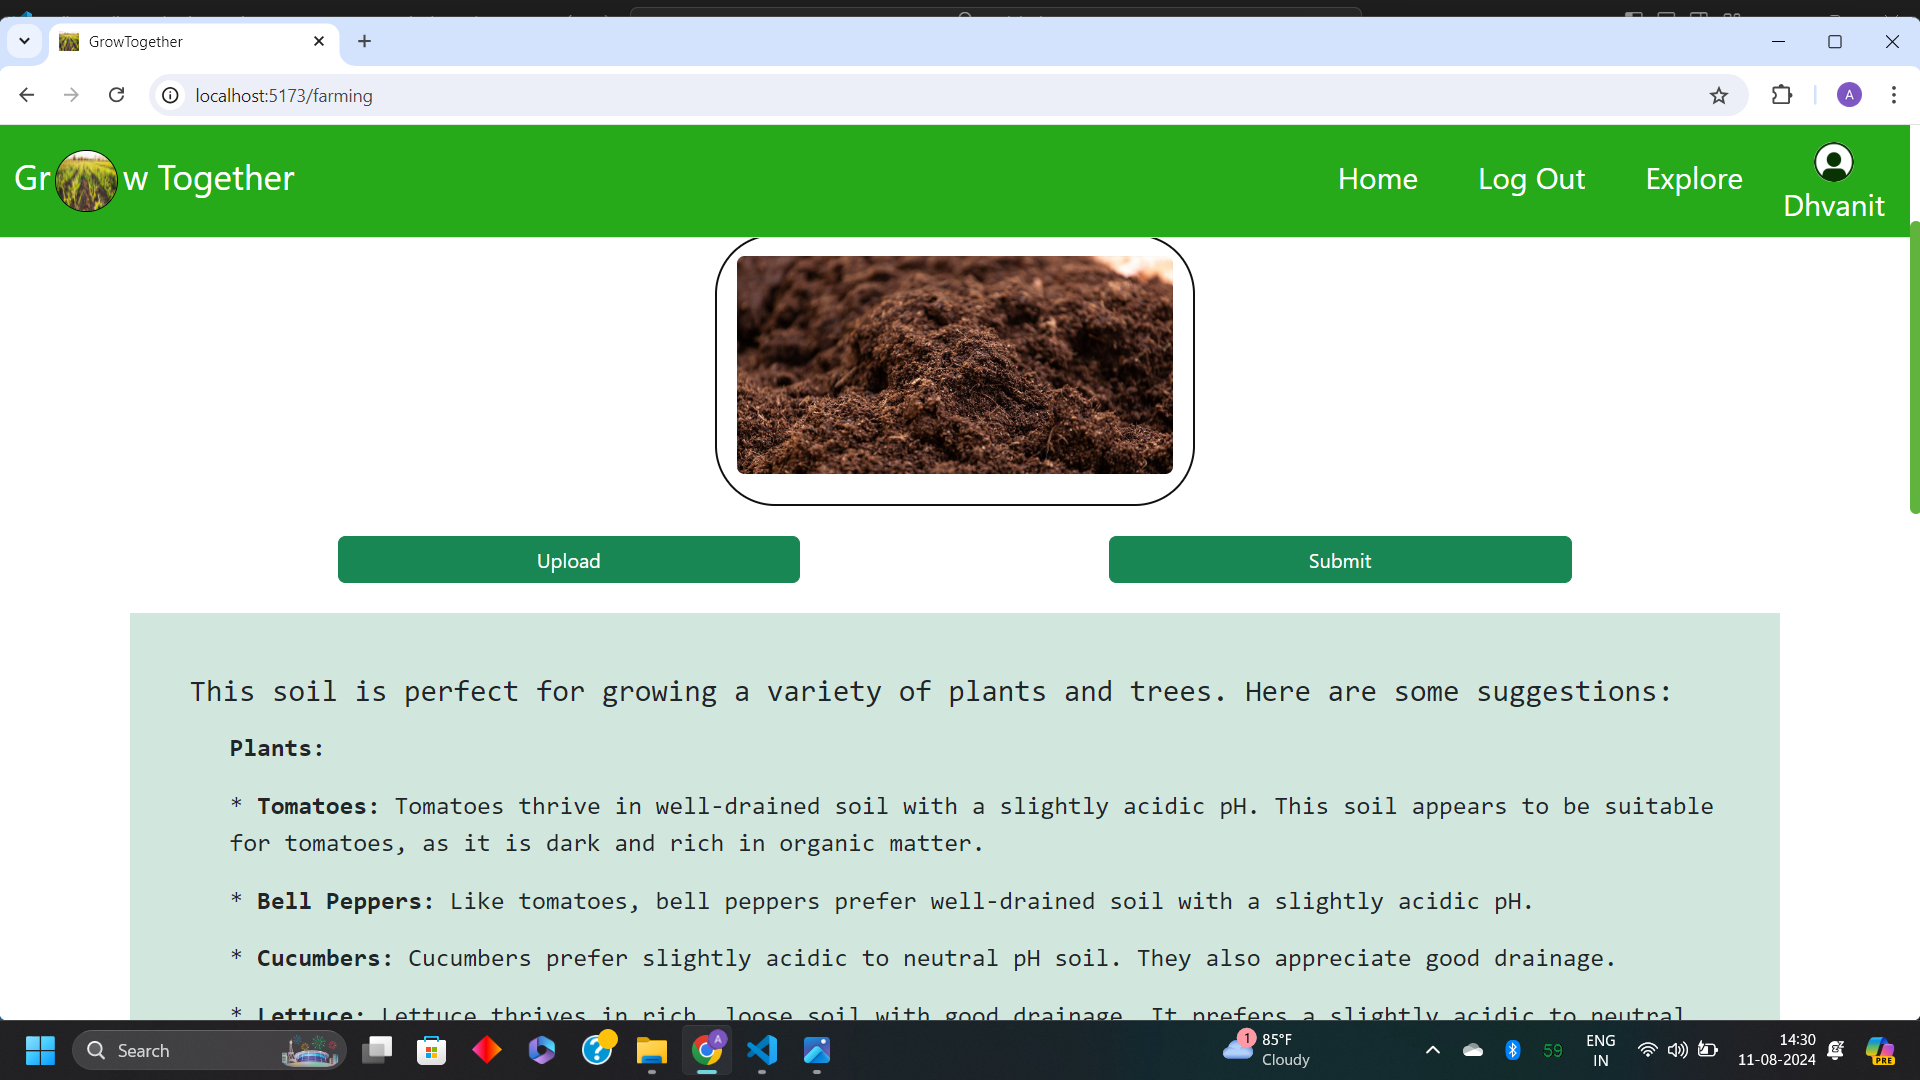 GrowTogether
localhost:5173/farming
Gr w Together
Home
Log Out
Explore
Dhvanit
Upload
Submit
This soil is perfect for growing a variety of plants and trees. Here are some suggestions:
Plants:
* Tomatoes: Tomatoes thrive in well-drained soil with a slightly acidic pH. This soil appears to be suitable
for tomatoes, as it is dark and rich in organic matter.
* Bell Peppers: Like tomatoes, bell peppers prefer well-drained soil with a slightly acidic pH.
* Cucumbers: Cucumbers prefer slightly acidic to neutral pH soil. They also appreciate good drainage.
* Lettuce: Lettuce thrives in rich, loose soil with good drainage. It prefers a slightly acidic to neutral
Search
A
A
1
85°F
Cloudy
59
ENG
IN
14:30
11-08-2024
PRE